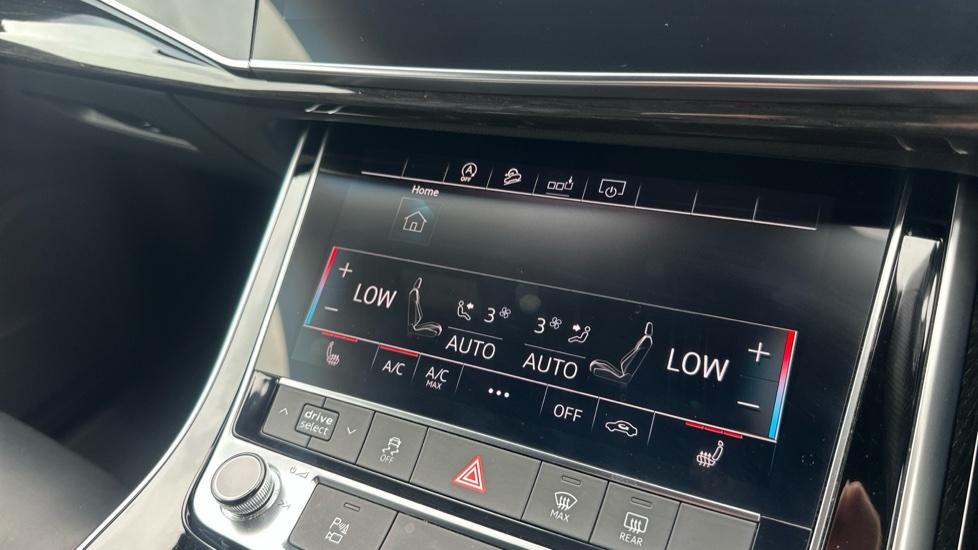 A
OFF
Home
+ LOW 3 3 LOW +
- AUTO AUTO -
A/C A/C MAX ... OFF
drive select
OFF
MAX
REAR
P